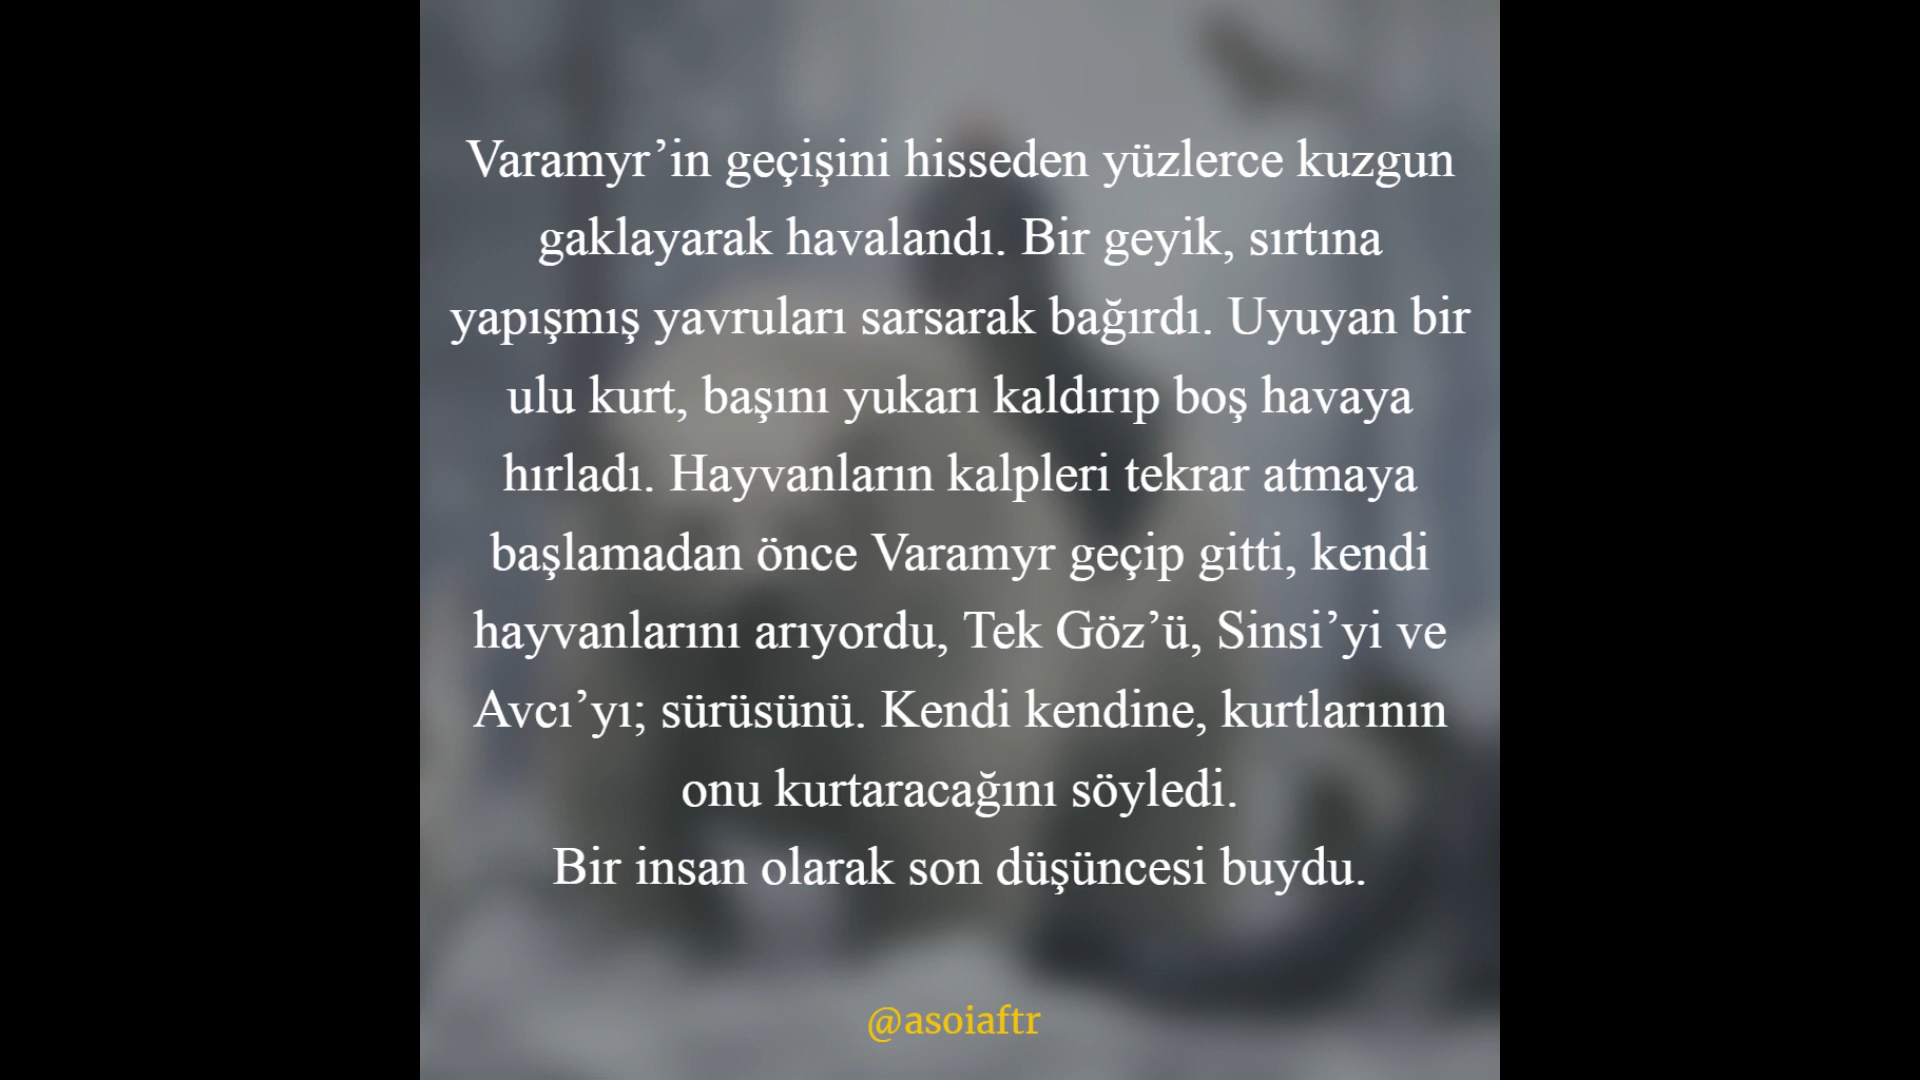 Varamyr’in geçişini hisseden yüzlerce kuzgun
gaklayarak havalandı. Bir geyik, sırtına
yapışmış yavruları sarsarak bağırdı. Uyuyan bir
ulu kurt, başını yukarı kaldırıp boş havaya
hırladı. Hayvanların kalpleri tekrar atmaya
başlamadan önce Varamyr geçip gitti, kendi
hayvanlarını arıyordu, Tek Göz’ü, Sinsi’yi ve
Avcı’yı; sürüsünü. Kendi kendine, kurtlarının
onu kurtaracağını söyledi.
Bir insan olarak son düşüncesi buydu.
@asoiaftr